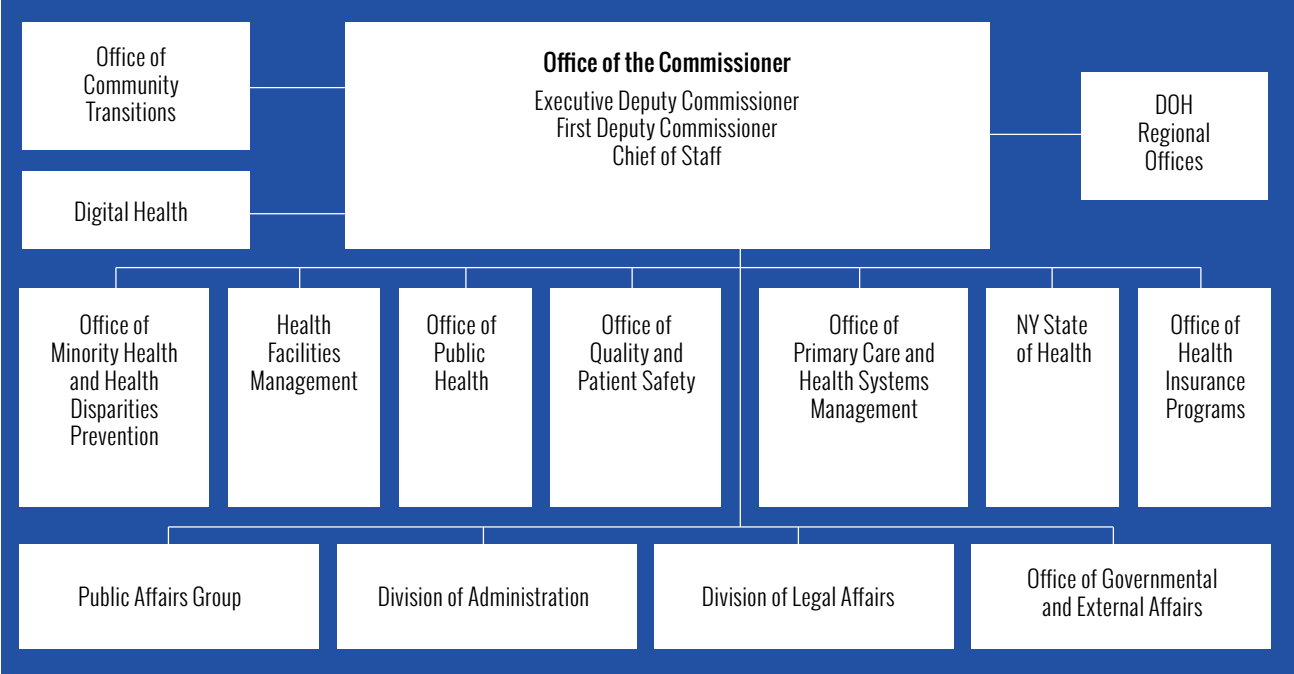 Office of
Community
Transitions
Office of the Commissioner
Executive Deputy Commissioner
First Deputy Commissioner
Chief of Staff
DOH
Regional
Offices
Digital Health
Office of
Minority Health
and Health
Disparities
Prevention
Health
Facilities
Management
Office of
Public
Health
Office of
Quality and
Patient Safety
Office of
Primary Care and
Health Systems
Management
NY State
of Health
Office of
Health
Insurance
Programs
Public Affairs Group
Division of Administration
Division of Legal Affairs
Office of Governmental
and External Affairs